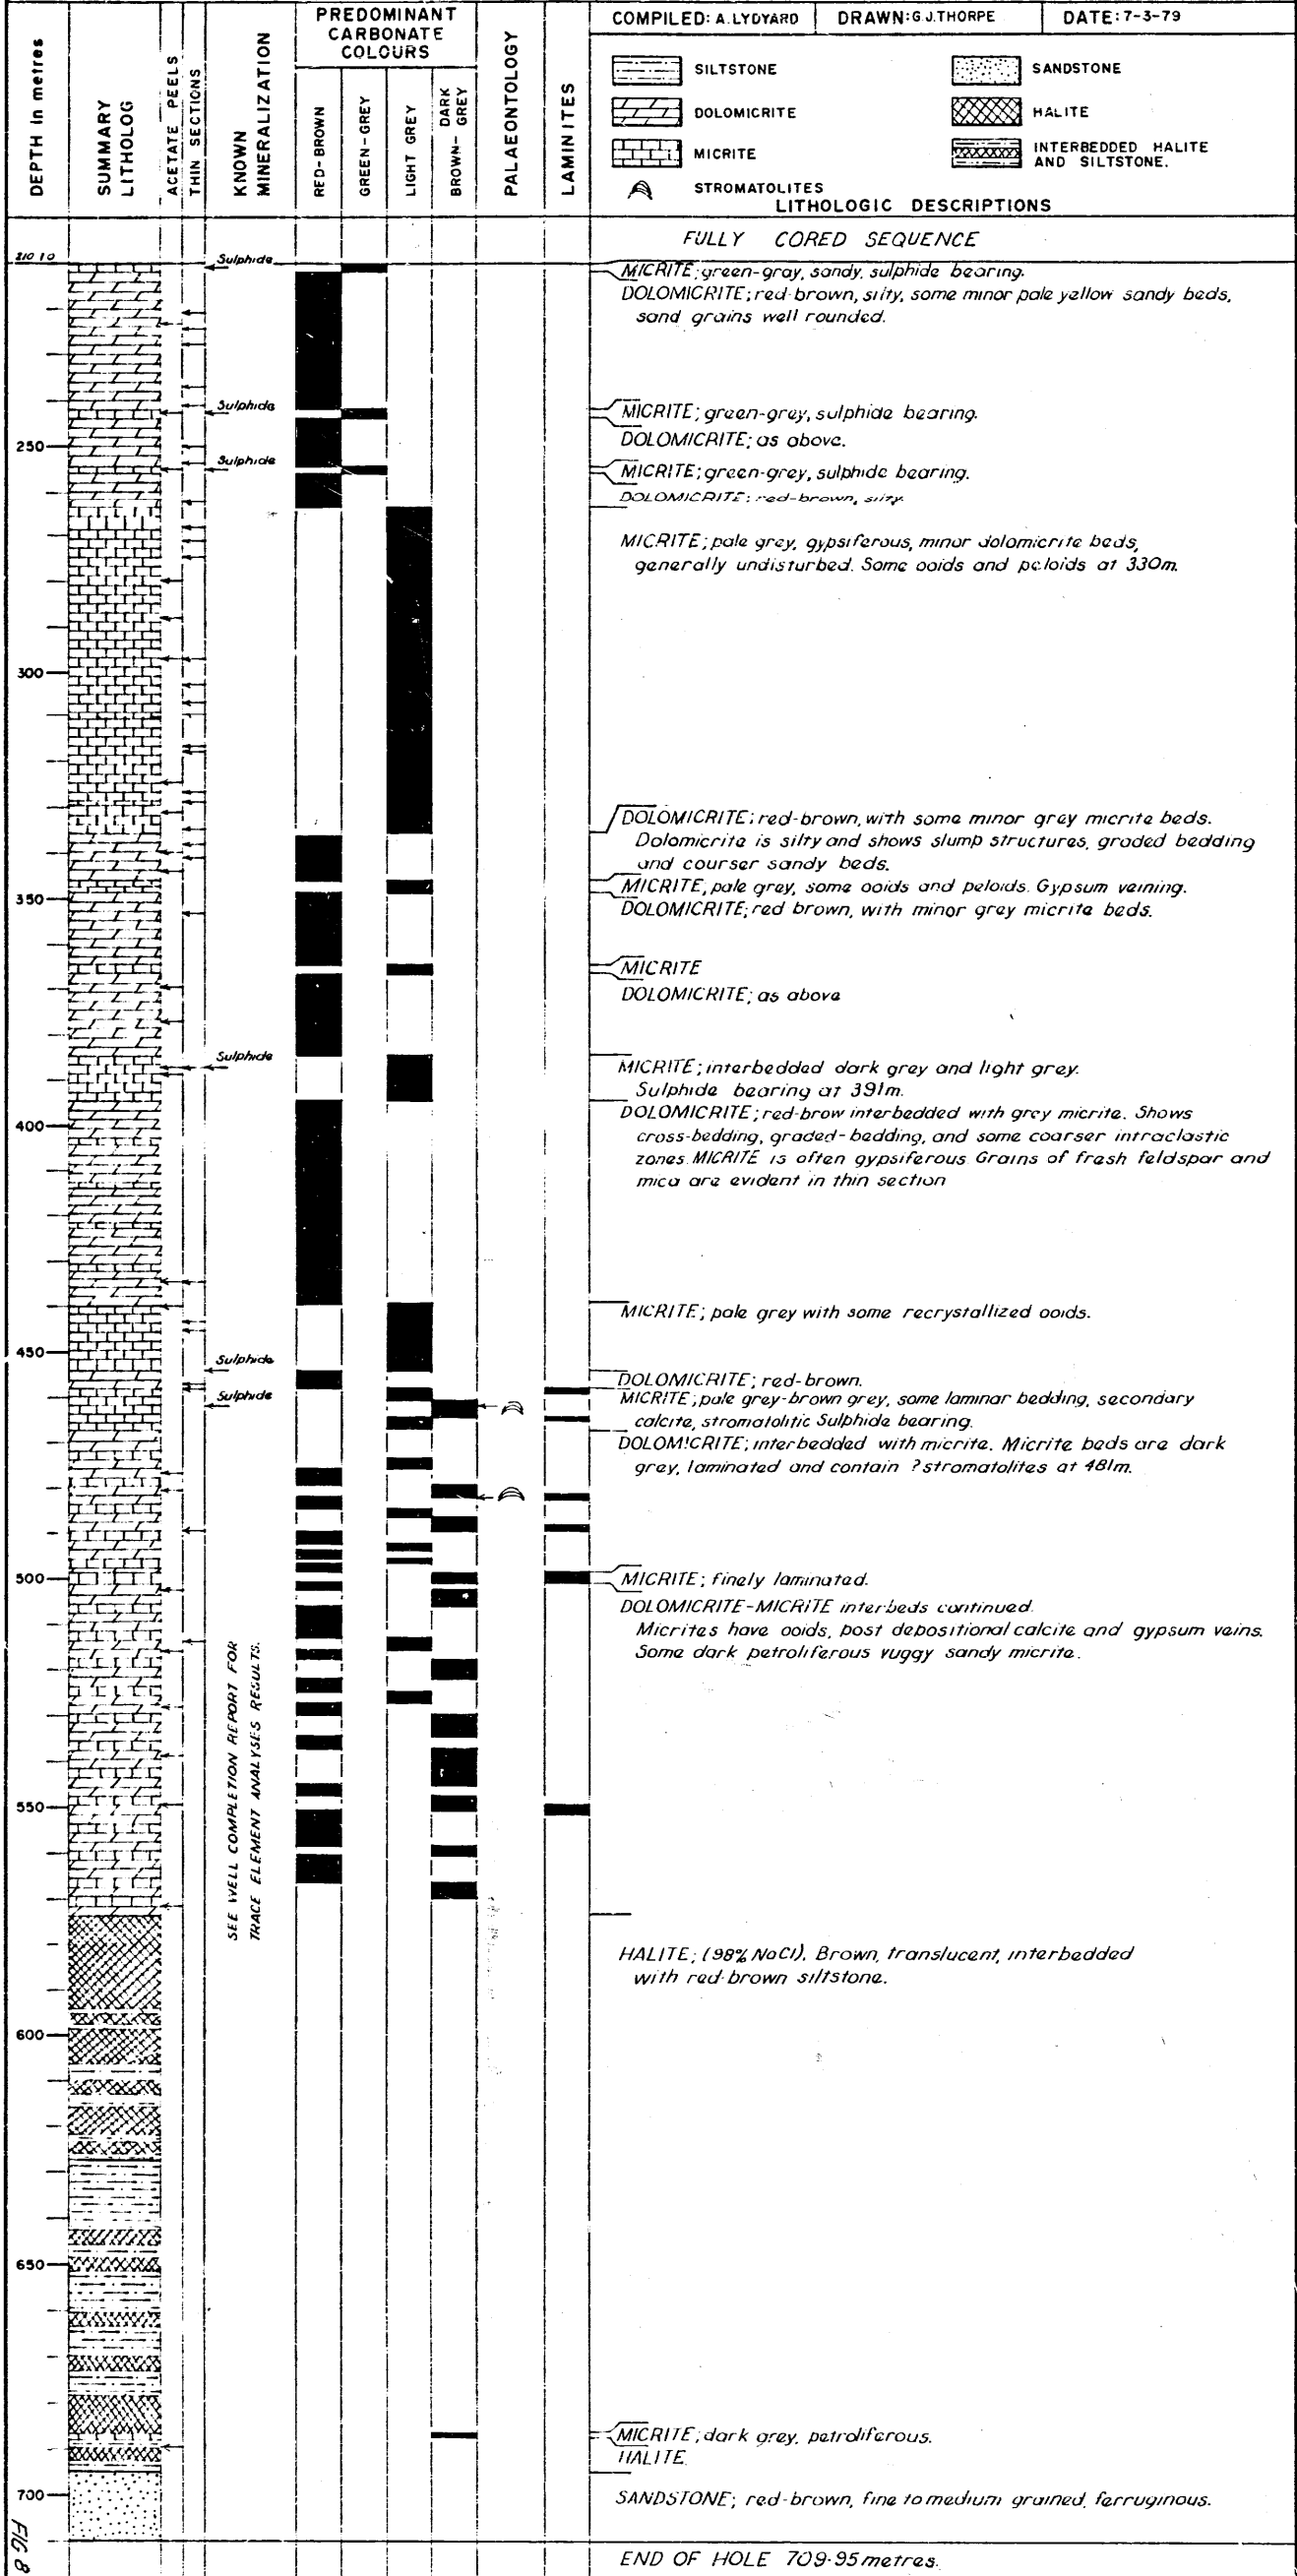 COMPILED: A. LYDYARD
DRAWN: G.J. THORPE
DATE: 7-3-79
DEPTH in metres
SUMMARY
LITHOLOG
ACETATE PEELS
THIN SECTIONS
KNOWN
MINERALIZATION
PREDOMINANT
CARBONATE
COLOURS
RED-BROWN
GREEN-GREY
LIGHT GREY
DARK
BROWN-GREY
PALAEONTOLOGY
LAMINITES
SILTSTONE
SANDSTONE
DOLOMICRITE
HALITE
MICRITE
INTERBEDDED HALITE
AND SILTSTONE.
STROMATOLITES
LITHOLOGIC DESCRIPTIONS
FULLY CORED SEQUENCE
210 10
Sulphide
MICRITE; green-gray, sandy, sulphide bearing.
DOLOMICRITE; red-brown, silty, some minor pale yellow sandy beds,
sand grains well rounded.
Sulphide
MICRITE; green-grey, sulphide bearing.
250
DOLOMICRITE; as above.
Sulphide
MICRITE; green-grey, sulphide bearing.
DOLOMICRITE; red-brown, silty.
MICRITE; pale grey, gypsiferous, minor dolomicrite beds,
generally undisturbed. Some ooids and peloids at 330m.
300
DOLOMICRITE; red-brown, with some minor grey micrite beds.
Dolomicrite is silty and shows slump structures, graded bedding
and courser sandy beds.
MICRITE, pale grey, some ooids and peloids. Gypsum veining.
350
DOLOMICRITE; red brown, with minor grey micrite beds.
MICRITE
DOLOMICRITE; as above
Sulphide
MICRITE; interbedded dark grey and light grey.
Sulphide bearing at 391m.
400
DOLOMICRITE; red-brow interbedded with grey micrite. Shows
cross-bedding, graded-bedding, and some coarser intraclastic
zones. MICRITE is often gypsiferous Grains of fresh feldspar and
mica are evident in thin section
MICRITE; pale grey with some recrystallized ooids.
450
Sulphide
DOLOMICRITE; red-brown.
Sulphide
MICRITE; pale grey-brown grey, some laminar bedding, secondary
calcite, stromatolitic Sulphide bearing.
DOLOMICRITE; interbedded with micrite. Micrite beds are dark
grey, laminated and contain ?stromatolites at 481m.
500
MICRITE; finely laminated.
DOLOMICRITE-MICRITE interbeds continued.
Micrites have ooids, post depositional calcite and gypsum veins.
Some dark petroliferous vuggy sandy micrite.
SEE WELL COMPLETION REPORT FOR
TRACE ELEMENT ANALYSES RESULTS.
550
HALITE; (98% NaCl), Brown, translucent, interbedded
with red-brown siltstone.
600
650
MICRITE; dark grey, petroliferous.
HALITE
700
SANDSTONE; red-brown, fine to medium grained, ferruginous.
END OF HOLE 709·95 metres.
FIG 8